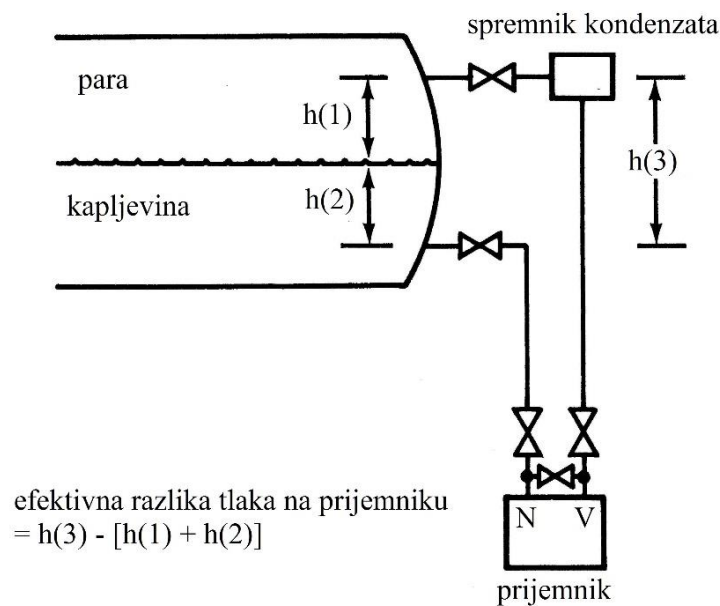 spremnik kondenzata
para
h(1)
h(3)
kapljevina
h(2)
efektivna razlika tlaka na prijemniku
= h(3) - [h(1) + h(2)]
N V
prijemnik